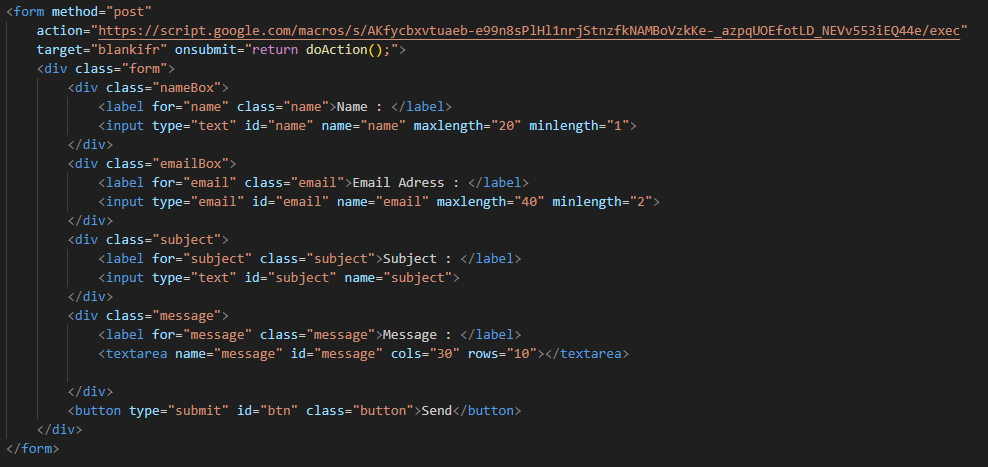 <form method="post"
action="https://script.google.com/macros/s/AKfycbxvtuaeb-e99n8sPlHl1nrjStnzfkNAMBoVzkKe-_azpqUOEfotLD_NEVv553iEQ44e/exec"
target="blankifr" onsubmit="return doAction();">
<div class="form">
<div class="nameBox">
<label for="name" class="name">Name : </label>
<input type="text" id="name" name="name" maxlength="20" minlength="1">
</div>
<div class="emailBox">
<label for="email" class="email">Email Adress : </label>
<input type="email" id="email" name="email" maxlength="40" minlength="2">
</div>
<div class="subject">
<label for="subject" class="subject">Subject : </label>
<input type="text" id="subject" name="subject">
</div>
<div class="message">
<label for="message" class="message">Message : </label>
<textarea name="message" id="message" cols="30" rows="10"></textarea>
</div>
<button type="submit" id="btn" class="button">Send</button>
</div>
</form>